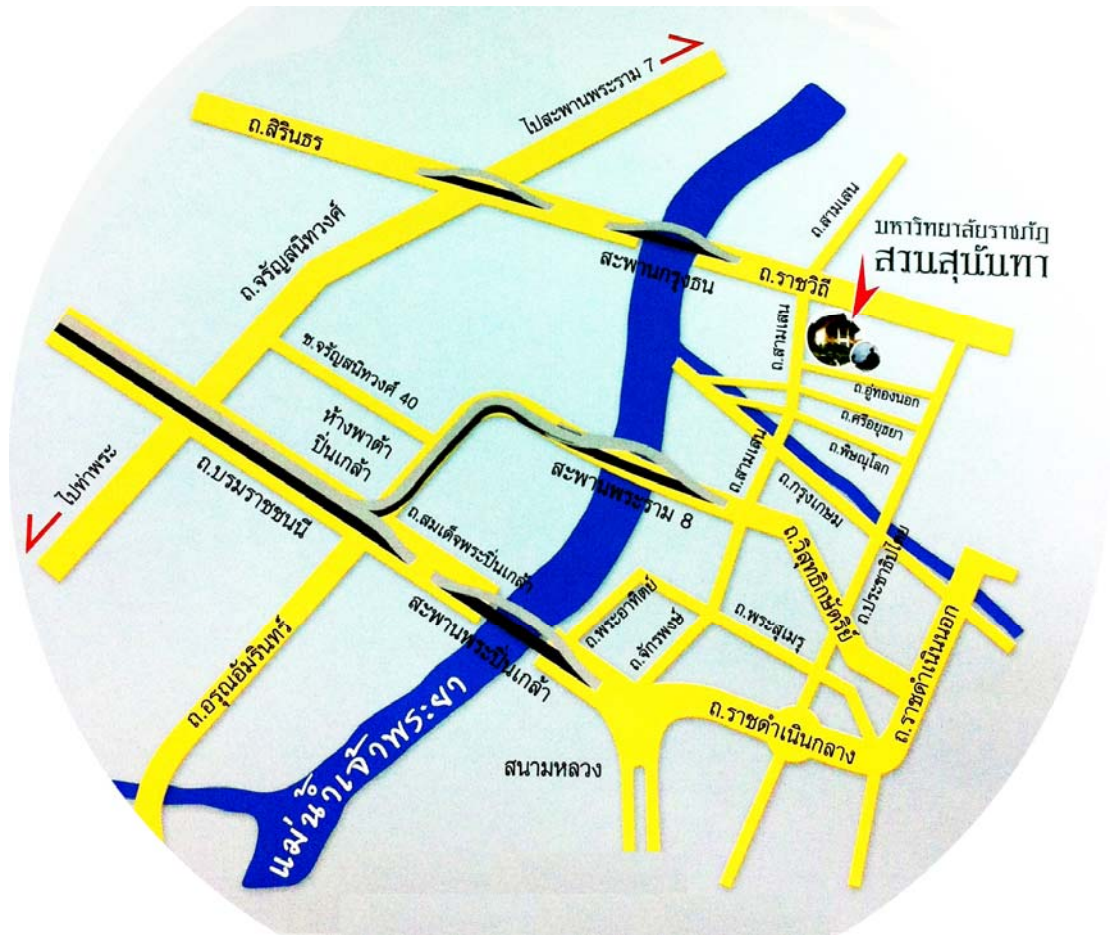 ไปสะพานพระราม 7
ถ.สิรินธร
ถ.สามเสน
มหาวิทยาลัยราชภัฏ
สวนสุนันทา
ถ.จรัญสนิทวงศ์
สะพานกรุงธน
ถ.ราชวิถี
ถ.สามเสน
ซ.จรัญสนิทวงศ์ 40
ถ.อู่ทองนอก
ห้างพาต้า
ปิ่นเกล้า
ถ.ศรีอยุธยา
ถ.พิษณุโลก
ถ.สามเสน
ไปท่าพระ
ถ.บรมราชชนนี
สะพานพระราม 8
ถ.กรุงเกษม
ถ.สมเด็จพระปิ่นเกล้า
ถ.วิสุทธิกษัตริย์
ถ.ประชาธิปไตย
ถ.พระอาทิตย์
ถ.จักรพงษ์
ถ.พระสุเมรุ
สะพานพระปิ่นเกล้า
ถ.อรุณอัมรินทร์
ถ.ราชดำเนินนอก
ถ.ราชดำเนินกลาง
สนามหลวง
แม่น้ำเจ้าพระยา